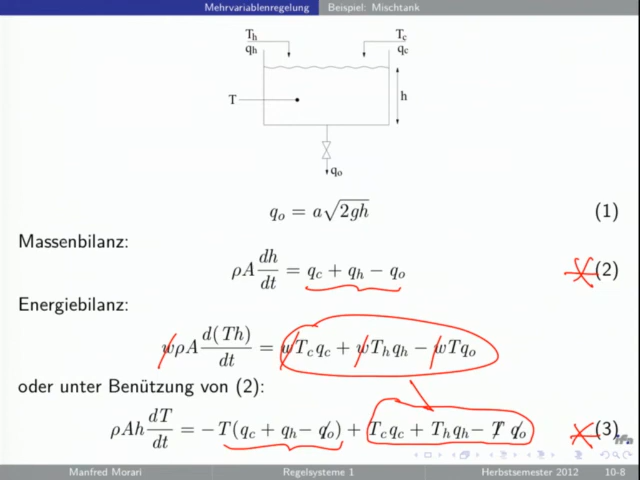 Mehrvariablenregelung Beispiel: Mischtank
T_h T_c
q_h q_c
T h
q_o
q_o = a√2gh (1)
Massenbilanz:
ρA dh/dt = q_c + q_h − q_o (2)
Energiebilanz:
wρA d(Th)/dt = wT_c q_c + wT_h q_h − wTq_o
oder unter Benützung von (2):
ρAh dT/dt = −T(q_c + q_h − q_o) + T_c q_c + T_h q_h − T q_o (3)
Manfred Morari Regelsysteme 1 Herbstsemester 2012 10-8